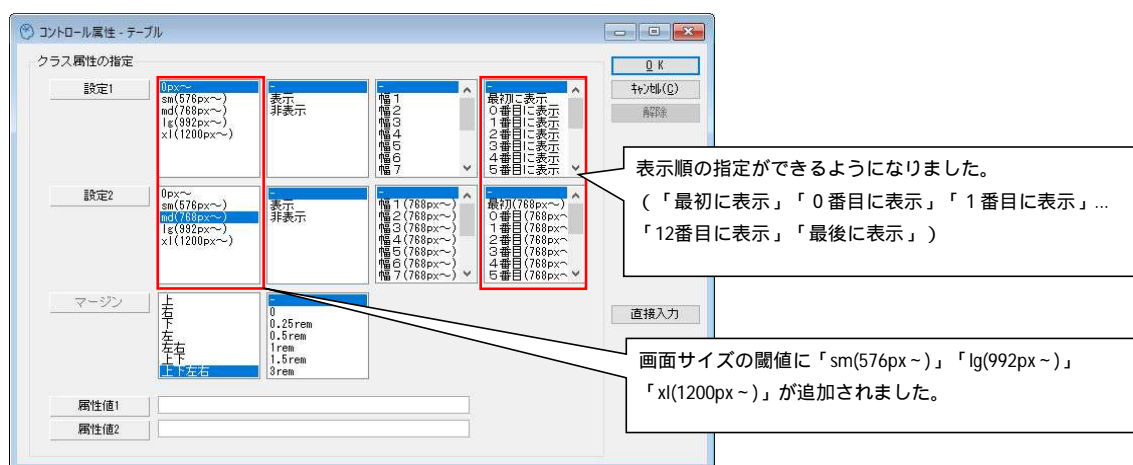 コントロール属性 - テーブル
クラス属性の指定
OK
キャンセル(C)
解除
設定1
0px～
sm(576px～)
md(768px～)
lg(992px～)
xl(1200px～)
-
表示
非表示
-
幅1
幅2
幅3
幅4
幅5
幅6
幅7
-
最初に表示
0番目に表示
1番目に表示
2番目に表示
3番目に表示
4番目に表示
5番目に表示
表示順の指定ができるようになりました。
(「最初に表示」「0番目に表示」「1番目に表示」…
「12番目に表示」「最後に表示」)
設定2
0px～
sm(576px～)
md(768px～)
lg(992px～)
xl(1200px～)
-
表示
非表示
-
幅1(768px～)
幅2(768px～)
幅3(768px～)
幅4(768px～)
幅5(768px～)
幅6(768px～)
幅7(768px～)
-
最初(768px～)
0番目(768px～
1番目(768px～
2番目(768px～
3番目(768px～
4番目(768px～
5番目(768px～
マージン
上
右
下
左
左右
上下
上下左右
-
0
0.25rem
0.5rem
1rem
1.5rem
3rem
直接入力
画面サイズの閾値に「sm(576px～)」「lg(992px～)」
「xl(1200px～)」が追加されました。
属性値1
属性値2